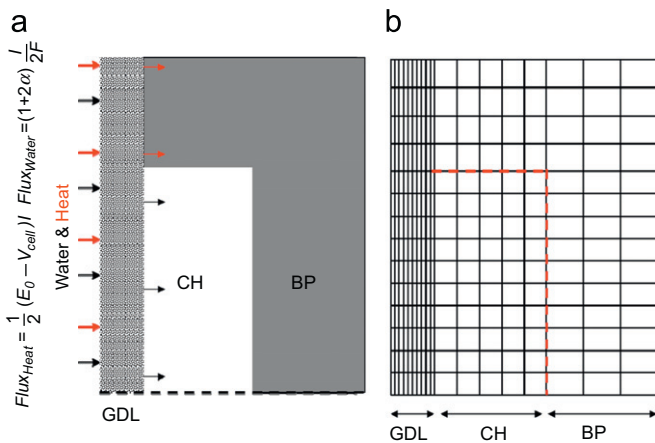 a
b
Flux_Heat = 1/2 (E_0 – V_cell) I   Flux_Water = (1+2α) I/2F
Water & Heat
CH
BP
GDL
GDL
CH
BP